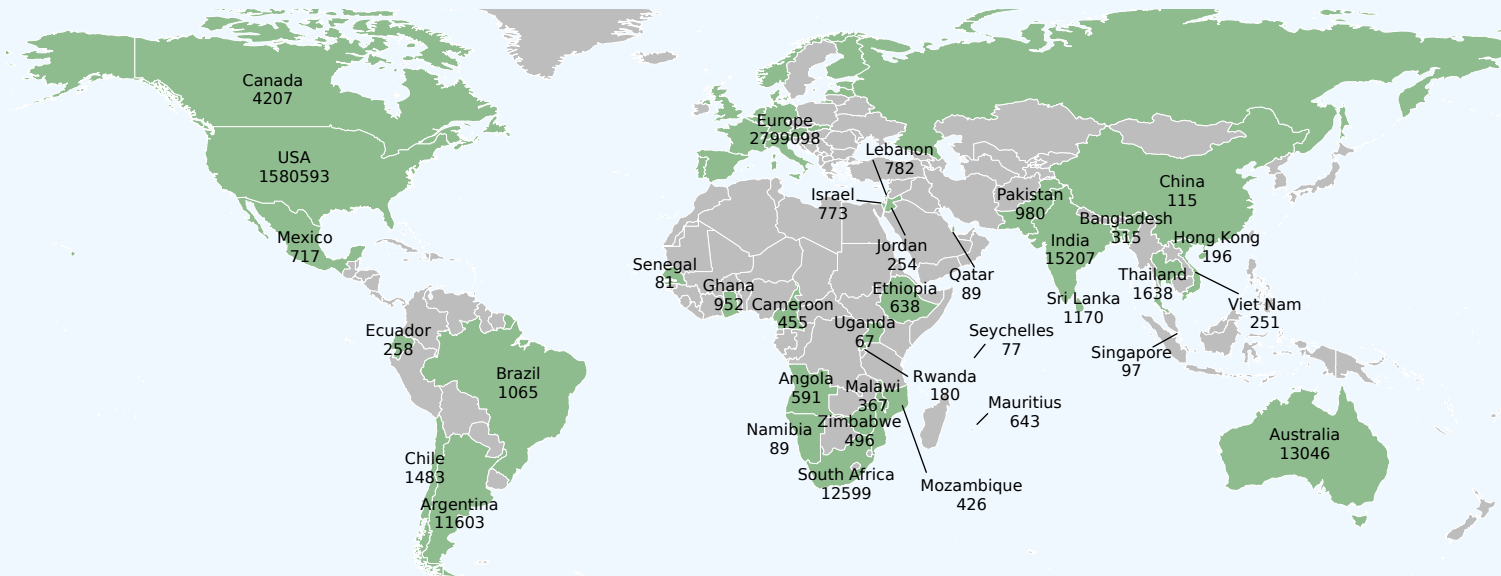 Canada
4207
USA
1580593
Mexico
717
Ecuador
258
Brazil
1065
Chile
1483
Argentina
11603
Europe
2799098
Lebanon
782
Israel
773
Jordan
254
Qatar
89
Pakistan
980
India
15207
Bangladesh
315
China
115
Hong Kong
196
Thailand
1638
Viet Nam
251
Sri Lanka
1170
Singapore
97
Senegal
81
Ghana
952
Cameroon
455
Ethiopia
638
Uganda
67
Seychelles
77
Rwanda
180
Mauritius
643
Angola
591
Malawi
367
Zimbabwe
496
Namibia
89
South Africa
12599
Mozambique
426
Australia
13046